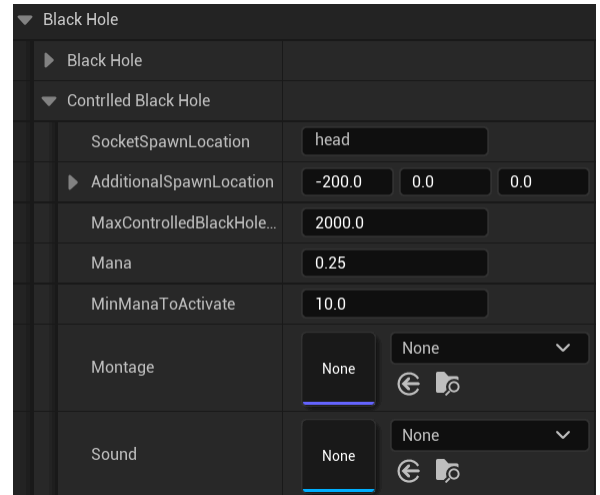 Black Hole
Black Hole
Contrlled Black Hole
SocketSpawnLocation head
AdditionalSpawnLocation -200.0 0.0 0.0
MaxControlledBlackHole... 2000.0
Mana 0.25
MinManaToActivate 10.0
None
Montage None
None
Sound None